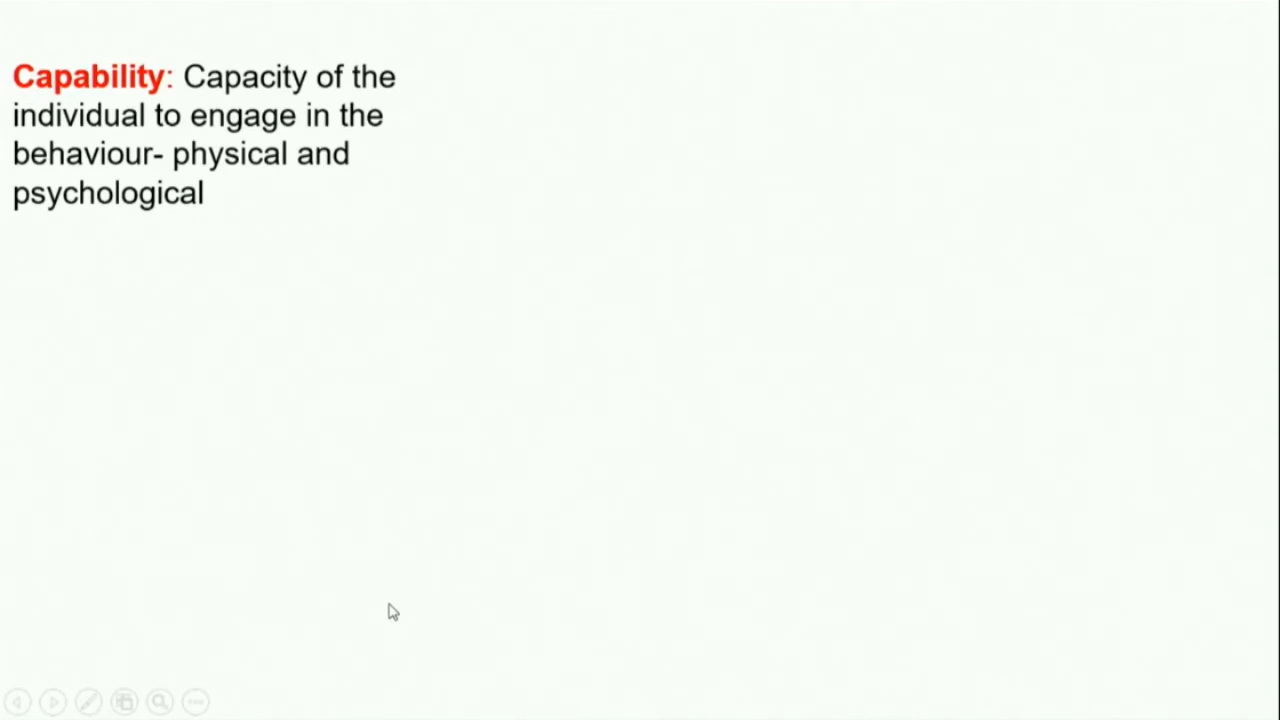 Capability: Capacity of the
individual to engage in the
behaviour- physical and
psychological